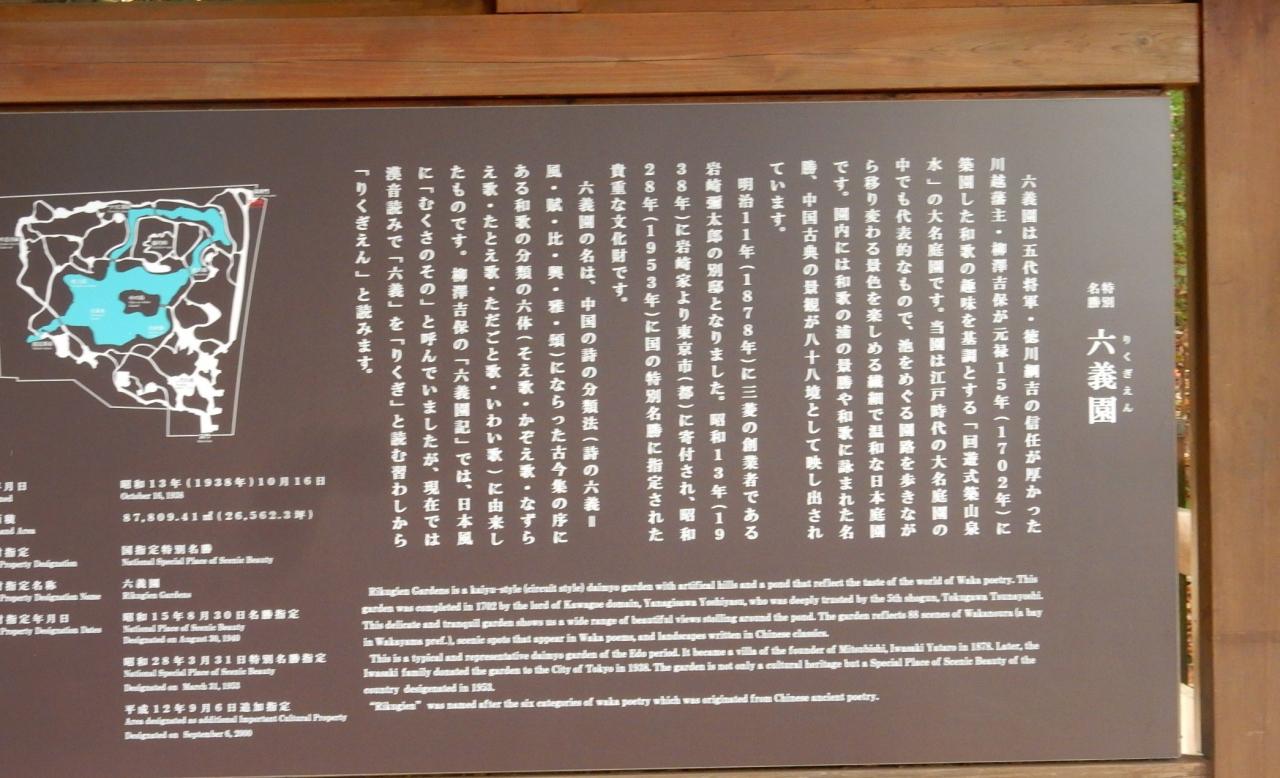 特別
名勝
六義園
りくぎえん
六義園は五代将軍・徳川綱吉の信任が厚かった
川越藩主・柳澤吉保が元禄15年(1702年)に
築園した和歌の趣味を基調とする「回遊式築山泉
水」の大名庭園です。当園は江戸時代の大名庭園の
中でも代表的なもので、池をめぐる園路を歩きなが
ら移り変わる景色を楽しめる繊細で温和な日本庭園
です。園内には和歌の浦の景勝や和歌に詠まれた名
勝、中国古典の景観が八十八境として映し出され
ています。
明治11年(1878年)に三菱の創業者である
岩崎彌太郎の別邸となりました。昭和13年(19
38年)に岩崎家より東京市(都)に寄付され、昭和
28年(1953年)に国の特別名勝に指定された
貴重な文化財です。
六義園の名は、中国の詩の分類法(詩の六義=
風・賦・比・興・雅・頌)にならった古今集の序に
ある和歌の分類の六体(そえ歌・かぞえ歌・なずら
え歌・たとえ歌・ただごと歌・いわい歌)に由来し
たものです。柳澤吉保の「六義園記」では、日本風
に「むくさのその」と呼んでいましたが、現在では
漢音読みで「六義」を「りくぎ」と読む習わしから
「りくぎえん」と読みます。
Rikugien Gardens is a kaiyu-style (circuit style) daimyo garden with artifical hills and a pond that reflect the taste of the world of Waka poetry. This
garden was completed in 1702 by the lord of Kawagoe domain, Yanagisawa Yoshiyasu, who was deeply trusted by the 5th shogun, Tokugawa Tsunayoshi.
This delicate and tranquil garden shows us a wide range of beautiful views stolling around the pond. The garden reflects 88 scenes of Wakanoura (a bay
in Wakayama pref.), scenic spots that appear in Waka poems, and landscapes written in Chinese classics.
This is a typical and representative daimyo garden of the Edo period. It became a villa of the founder of Mitsubishi, Iwasaki Yataro in 1878. Later, the
Iwasaki family donated the garden to the City of Tokyo in 1938. The garden is not only a cultural heritage but a Special Place of Scenic Beauty of the
country designated in 1953.
"Rikugien" was named after the six categories of waka poetry which was originated from Chinese ancient poetry.
年月日 昭和13年(1938年)10月16日
October 16, 1938
87,809.41㎡(26,562.3坪)
and Area
指定 国指定特別名勝
Property Designation National Special Place of Scenic Beauty
指定名称 六義園
Property Designation Name Rikugien Gardens
指定年月日 昭和15年8月30日名勝指定
Property Designation Dates National Place of Scenic Beauty
Designated on August 30, 1940
昭和28年3月31日特別名勝指定
National Special Place of Scenic Beauty
Designated on March 31, 1953
平成12年9月6日追加指定
Area designated as additional Important Cultural Property
Designated on September 6, 2000